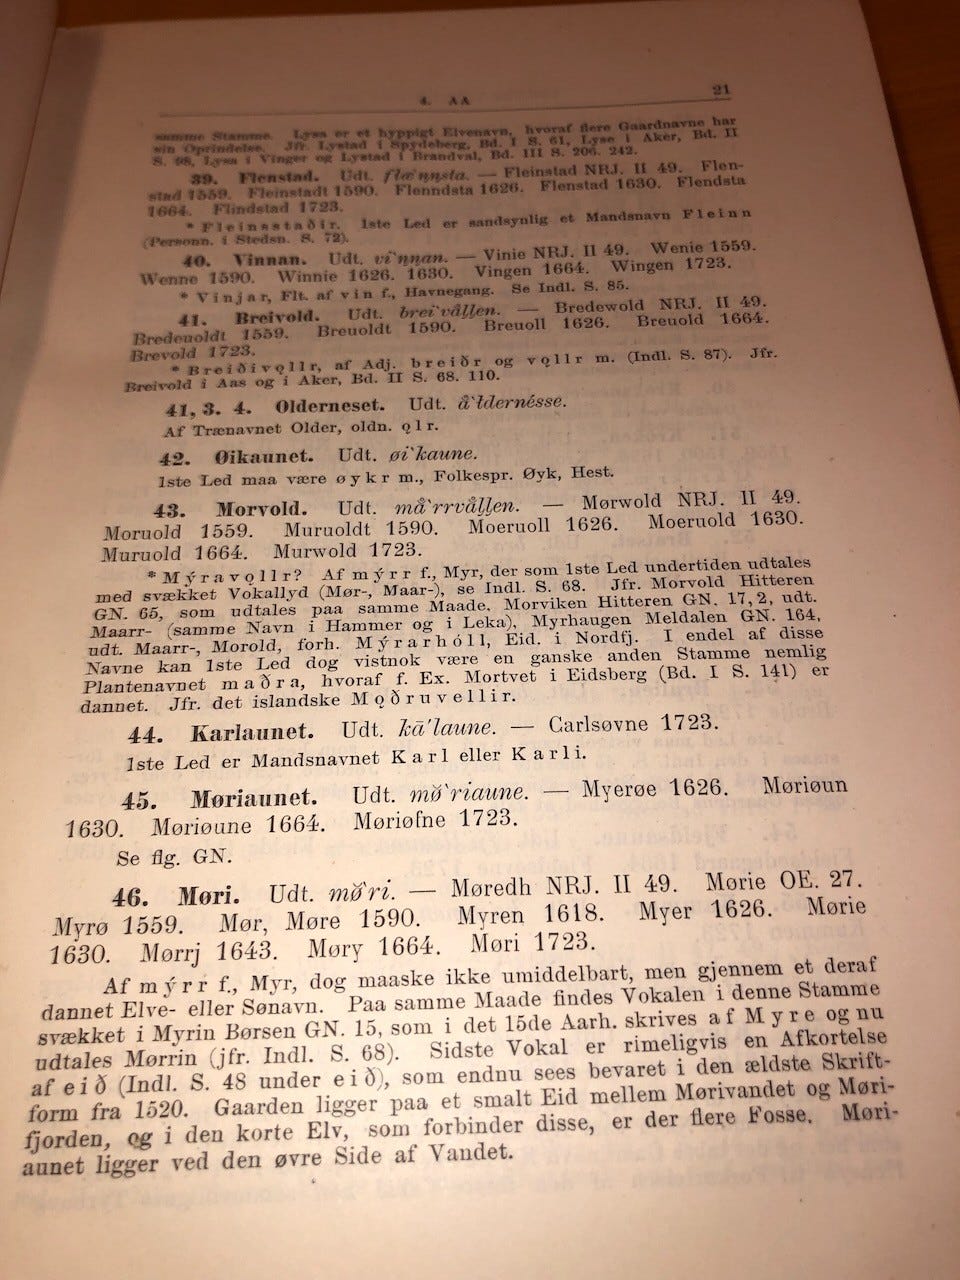 4. AA
21
samme Stamme. Lysa er et hyppigt Elvenavn, hvoraf flere Gaardnavne har
sin Oprindelse. Jfr. Lystad i Spydeberg, Bd. I S. 61, Lyse i Aker, Bd. II
S. 98, Lysa i Vinger og Lystad i Brandval, Bd. III S. 206. 242.
39. Flenstad. Udt. flæ`nnsta. — Fleinstad NRJ. II 49. Flen-
stad 1559. Fleinstadt 1590. Flenndsta 1626. Flenstad 1630. Flendsta
1664. Flindstad 1723.
* Fleinsstaðir. 1ste Led er sandsynlig et Mandsnavn Fleinn
(Personn. i Stedsn. S. 72).
40. Vinnan. Udt. vi`nnan. — Vinie NRJ. II 49. Wenie 1559.
Wenne 1590. Winnie 1626. 1630. Vingen 1664. Wingen 1723.
* Vinjar, Flt. af vin f., Havnegang. Se Indl. S. 85.
41. Breivold. Udt. brei`vållen. — Bredewold NRJ. II 49.
Bredeuoldt 1559. Breuoldt 1590. Breuoll 1626. Breuold 1664.
Brevold 1723.
* Breiðivǫllr, af Adj. breiðr og vǫllr m. (Indl. S. 87). Jfr.
Breivold i Aas og i Aker, Bd. II S. 68. 110.
41,3. 4. Olderneset. Udt. å`ldernésse.
Af Trænavnet Older, oldn. ǫlr.
42. Øikaunet. Udt. øi`kaune.
1ste Led maa være øykr m., Folkespr. Øyk, Hest.
43. Morvold. Udt. må`rrvållen. — Mørwold NRJ. II 49.
Moruold 1559. Muruoldt 1590. Moeruoll 1626. Moeruold 1630.
Muruold 1664. Murwold 1723.
* Mýravǫllr? Af mýrr f., Myr, der som 1ste Led undertiden udtales
med svækket Vokallyd (Mør-, Maar-), se Indl. S. 68. Jfr. Morvold Hitteren
GN. 65, som udtales paa samme Maade. Morviken Hitteren GN. 17,2, udt.
Maarr- (samme Navn i Hammer og i Leka), Myrhaugen Meldalen GN. 164,
udt. Maarr-, Morold, forh. Mýrarhóll, Eid. i Nordfj. I endel af disse
Navne kan 1ste Led dog vistnok være en ganske anden Stamme nemlig
Plantenavnet maðra, hvoraf f. Ex. Mortvet i Eidsberg (Bd. I S. 141) er
dannet. Jfr. det islandske Mǫðruvellir.
44. Karlaunet. Udt. kā`laune. — Carlsøvne 1723.
1ste Led er Mandsnavnet Karl eller Karli.
45. Møriaunet. Udt. mø̆`riaune. — Myerøe 1626. Møriøun
1630. Møriøune 1664. Møriøfne 1723.
Se flg. GN.
46. Møri. Udt. mø̆`ri. — Møredh NRJ. II 49. Mørie OE. 27.
Myrø 1559. Mør, Møre 1590. Myren 1618. Myer 1626. Mørie
1630. Mørrj 1643. Møry 1664. Møri 1723.
Af mýrr f., Myr, dog maaske ikke umiddelbart, men gjennem et deraf
dannet Elve- eller Sønavn. Paa samme Maade findes Vokalen i denne Stamme
svækket i Myrin Børsen GN. 15, som i det 15de Aarh. skrives af Myre og nu
udtales Mørrin (jfr. Indl. S. 68). Sidste Vokal er rimeligvis en Afkortelse
af eið (Indl. S. 48 under eið), som endnu sees bevaret i den ældste Skrift-
form fra 1520. Gaarden ligger paa et smalt Eid mellem Mørivandet og Møri-
fjorden, og i den korte Elv, som forbinder disse, er der flere Fosse. Møri-
aunet ligger ved den øvre Side af Vandet.